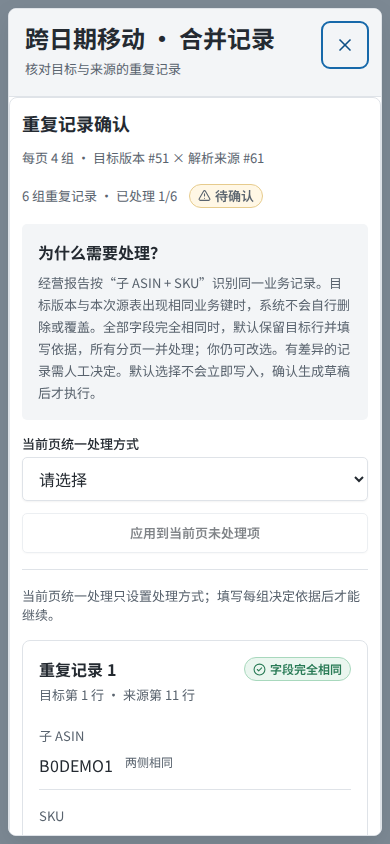 跨日期移动 · 合并记录
核对目标与来源的重复记录
重复记录确认
每页 4 组 · 目标版本 #51 × 解析来源 #61
6 组重复记录 · 已处理 1/6 待确认
为什么需要处理？
经营报告按“子 ASIN + SKU”识别同一业务记录。目
标版本与本次源表出现相同业务键时，系统不会自行删
除或覆盖。全部字段完全相同时，默认保留目标行并填
写依据，所有分页一并处理；你仍可改选。有差异的记
录需人工决定。默认选择不会立即写入，确认生成草稿
后才执行。
当前页统一处理方式
请选择
应用到当前页未处理项
当前页统一处理只设置处理方式；填写每组决定依据后才能
继续。
重复记录 1 字段完全相同
目标第 1 行 · 来源第 11 行
子 ASIN
B0DEMO1 两侧相同
SKU